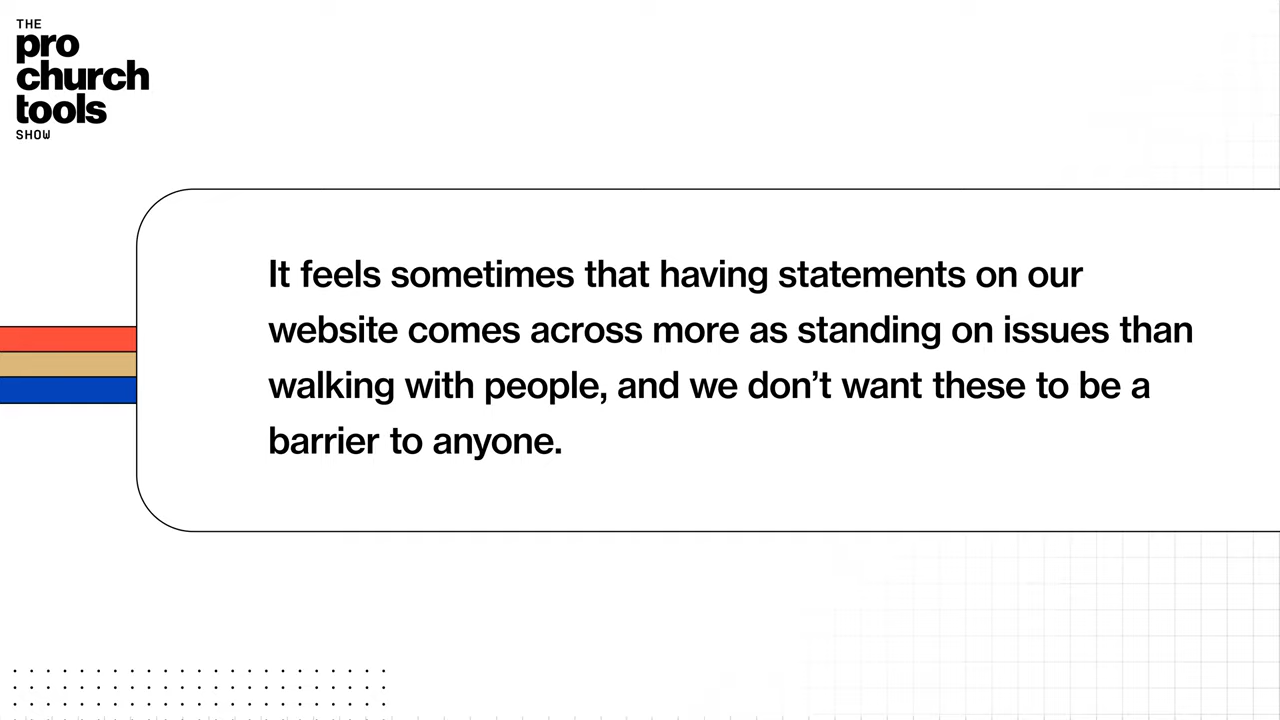 THE
pro
church
tools
SHOW
It feels sometimes that having statements on our
website comes across more as standing on issues than
walking with people, and we don’t want these to be a
barrier to anyone.